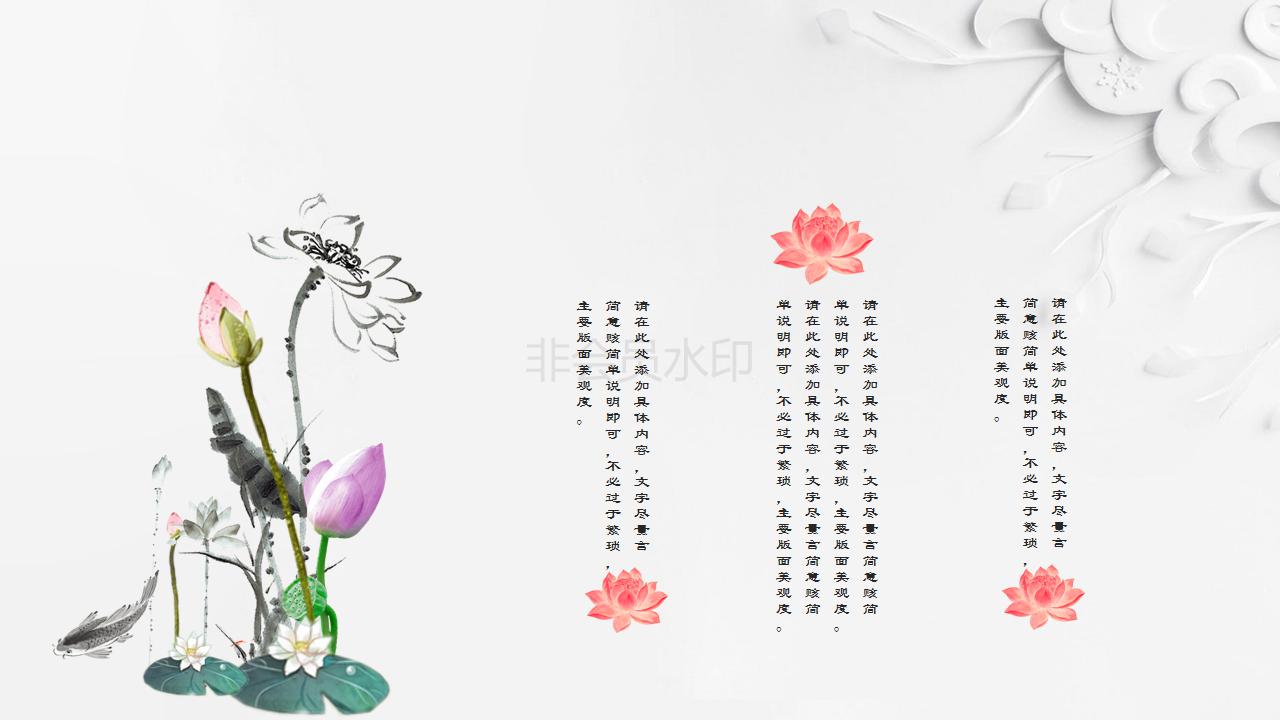 请在此处添加具体内容，文字尽量言
简意赅简单说明即可，不必过于繁琐，
主要版面美观度。
请在此处添加具体内容，文字尽量言简意赅简
单说明即可，不必过于繁琐，主要版面美观度。
请在此处添加具体内容，文字尽量言简意赅简
单说明即可，不必过于繁琐，主要版面美观度。
请在此处添加具体内容，文字尽量言
简意赅简单说明即可，不必过于繁琐，
主要版面美观度。
非会员水印